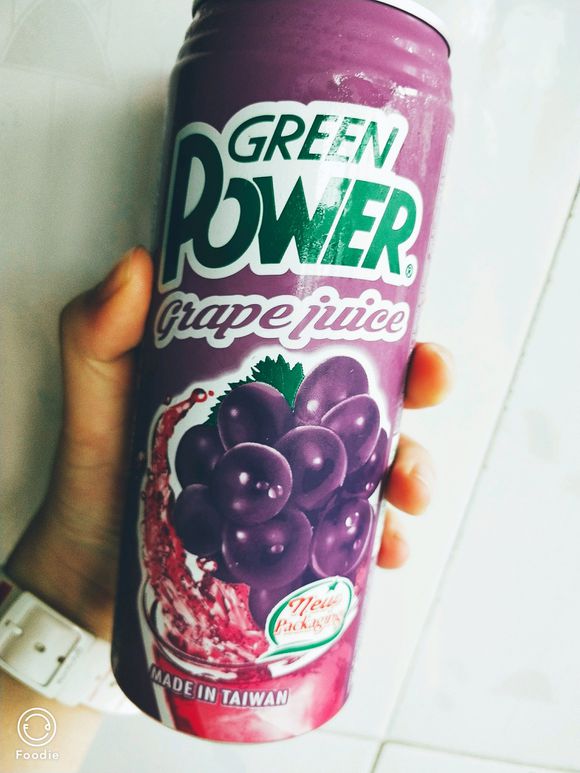 GREEN
POWER®
Grape juice
New
Packaging
MADE IN TAIWAN
Foodie